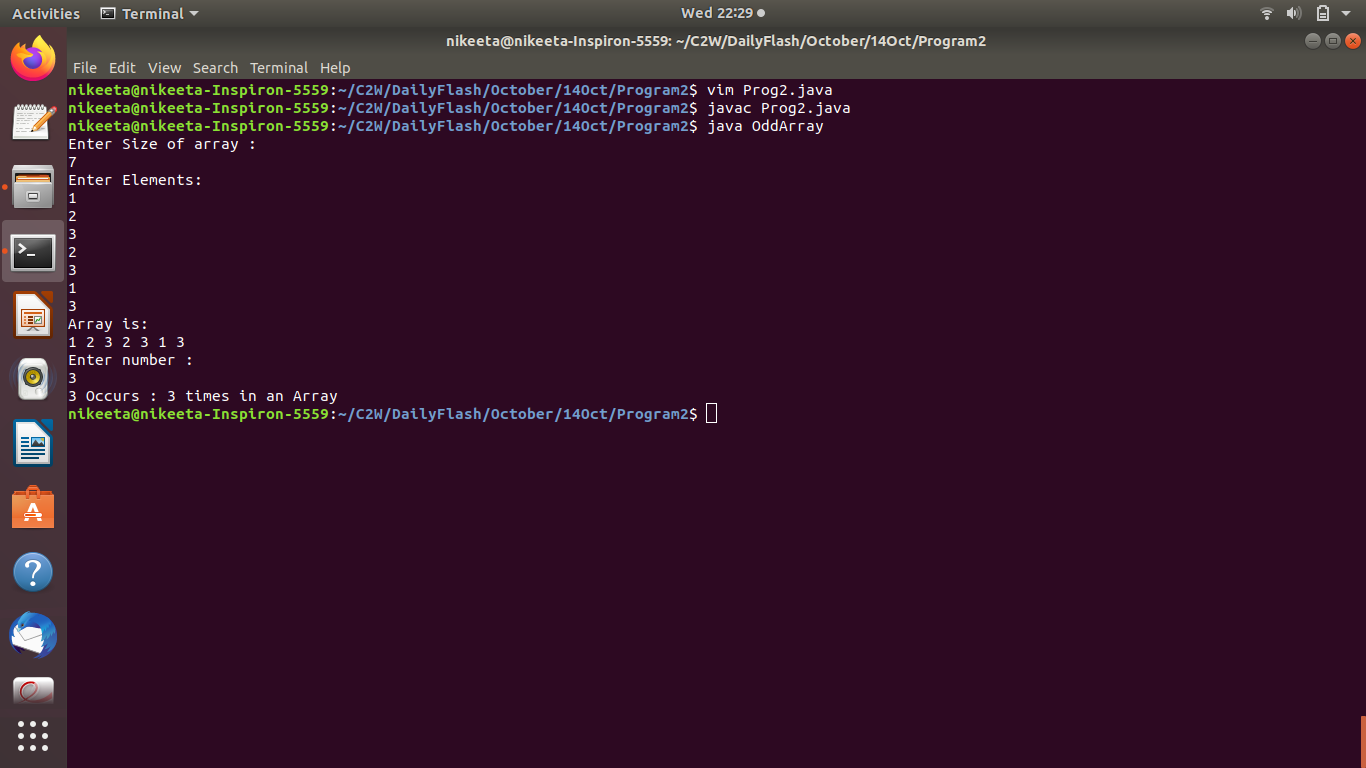 Activities Terminal Wed 22:29
nikeeta@nikeeta-Inspiron-5559: ~/C2W/DailyFlash/October/14Oct/Program2
File Edit View Search Terminal Help
nikeeta@nikeeta-Inspiron-5559:~/C2W/DailyFlash/October/14Oct/Program2$ vim Prog2.java
nikeeta@nikeeta-Inspiron-5559:~/C2W/DailyFlash/October/14Oct/Program2$ javac Prog2.java
nikeeta@nikeeta-Inspiron-5559:~/C2W/DailyFlash/October/14Oct/Program2$ java OddArray
Enter Size of array :
7
Enter Elements:
1
2
3
2
3
1
3
Array is:
1 2 3 2 3 1 3
Enter number :
3
3 Occurs : 3 times in an Array
nikeeta@nikeeta-Inspiron-5559:~/C2W/DailyFlash/October/14Oct/Program2$